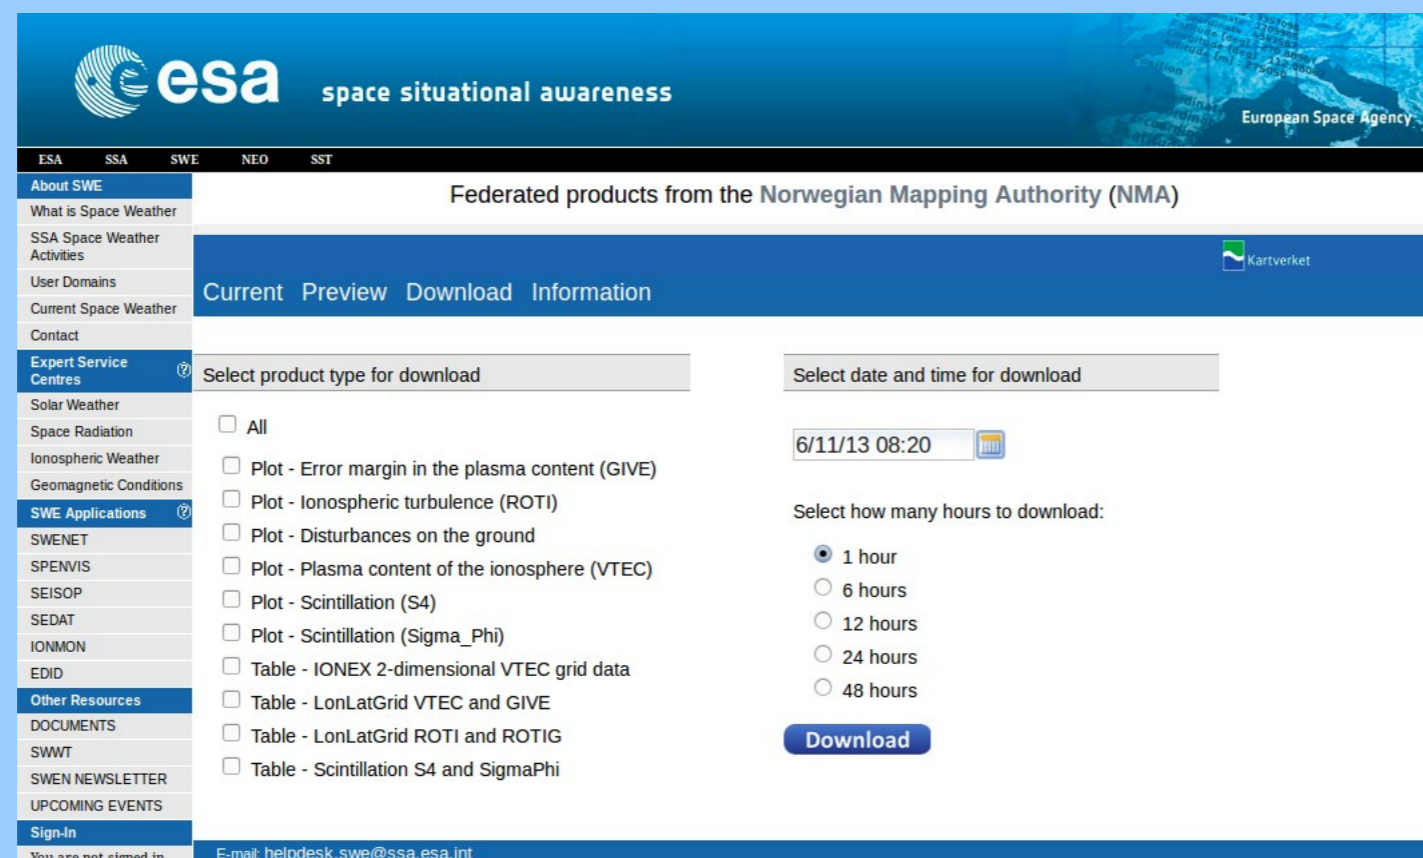 esa
space situational awareness
European Space Agency
ESA SSA SWE NEO SST
About SWE
What is Space Weather
SSA Space Weather
Activities
User Domains
Current Space Weather
Contact
Expert Service
Centres
Solar Weather
Space Radiation
Ionospheric Weather
Geomagnetic Conditions
SWE Applications
SWENET
SPENVIS
SEISOP
SEDAT
IONMON
EDID
Other Resources
DOCUMENTS
SWWT
SWEN NEWSLETTER
UPCOMING EVENTS
Sign-In
You are not signed in
Federated products from the Norwegian Mapping Authority (NMA)
Kartverket
Current Preview Download Information
Select product type for download
All
Plot - Error margin in the plasma content (GIVE)
Plot - Ionospheric turbulence (ROTI)
Plot - Disturbances on the ground
Plot - Plasma content of the ionosphere (VTEC)
Plot - Scintillation (S4)
Plot - Scintillation (Sigma_Phi)
Table - IONEX 2-dimensional VTEC grid data
Table - LonLatGrid VTEC and GIVE
Table - LonLatGrid ROTI and ROTIG
Table - Scintillation S4 and SigmaPhi
Select date and time for download
6/11/13 08:20
Select how many hours to download:
1 hour
6 hours
12 hours
24 hours
48 hours
Download
E-mail: helpdesk.swe@ssa.esa.int